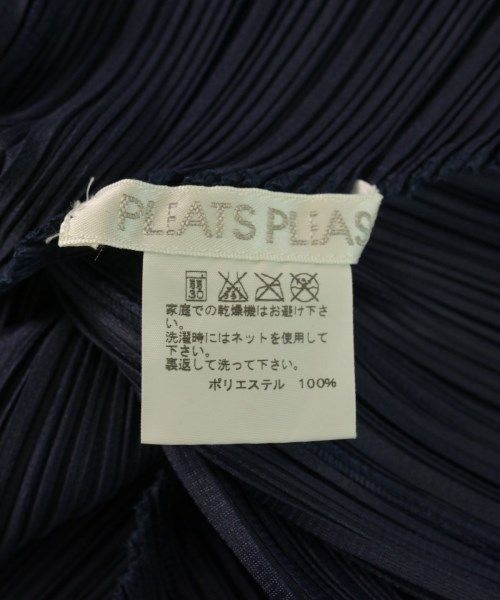 PLEATS PLEAS
30
家庭での乾燥機はお避け下さ
い。
洗濯時にはネットを使用して
下さい。
裏返して洗って下さい。
ポリエステル 100%